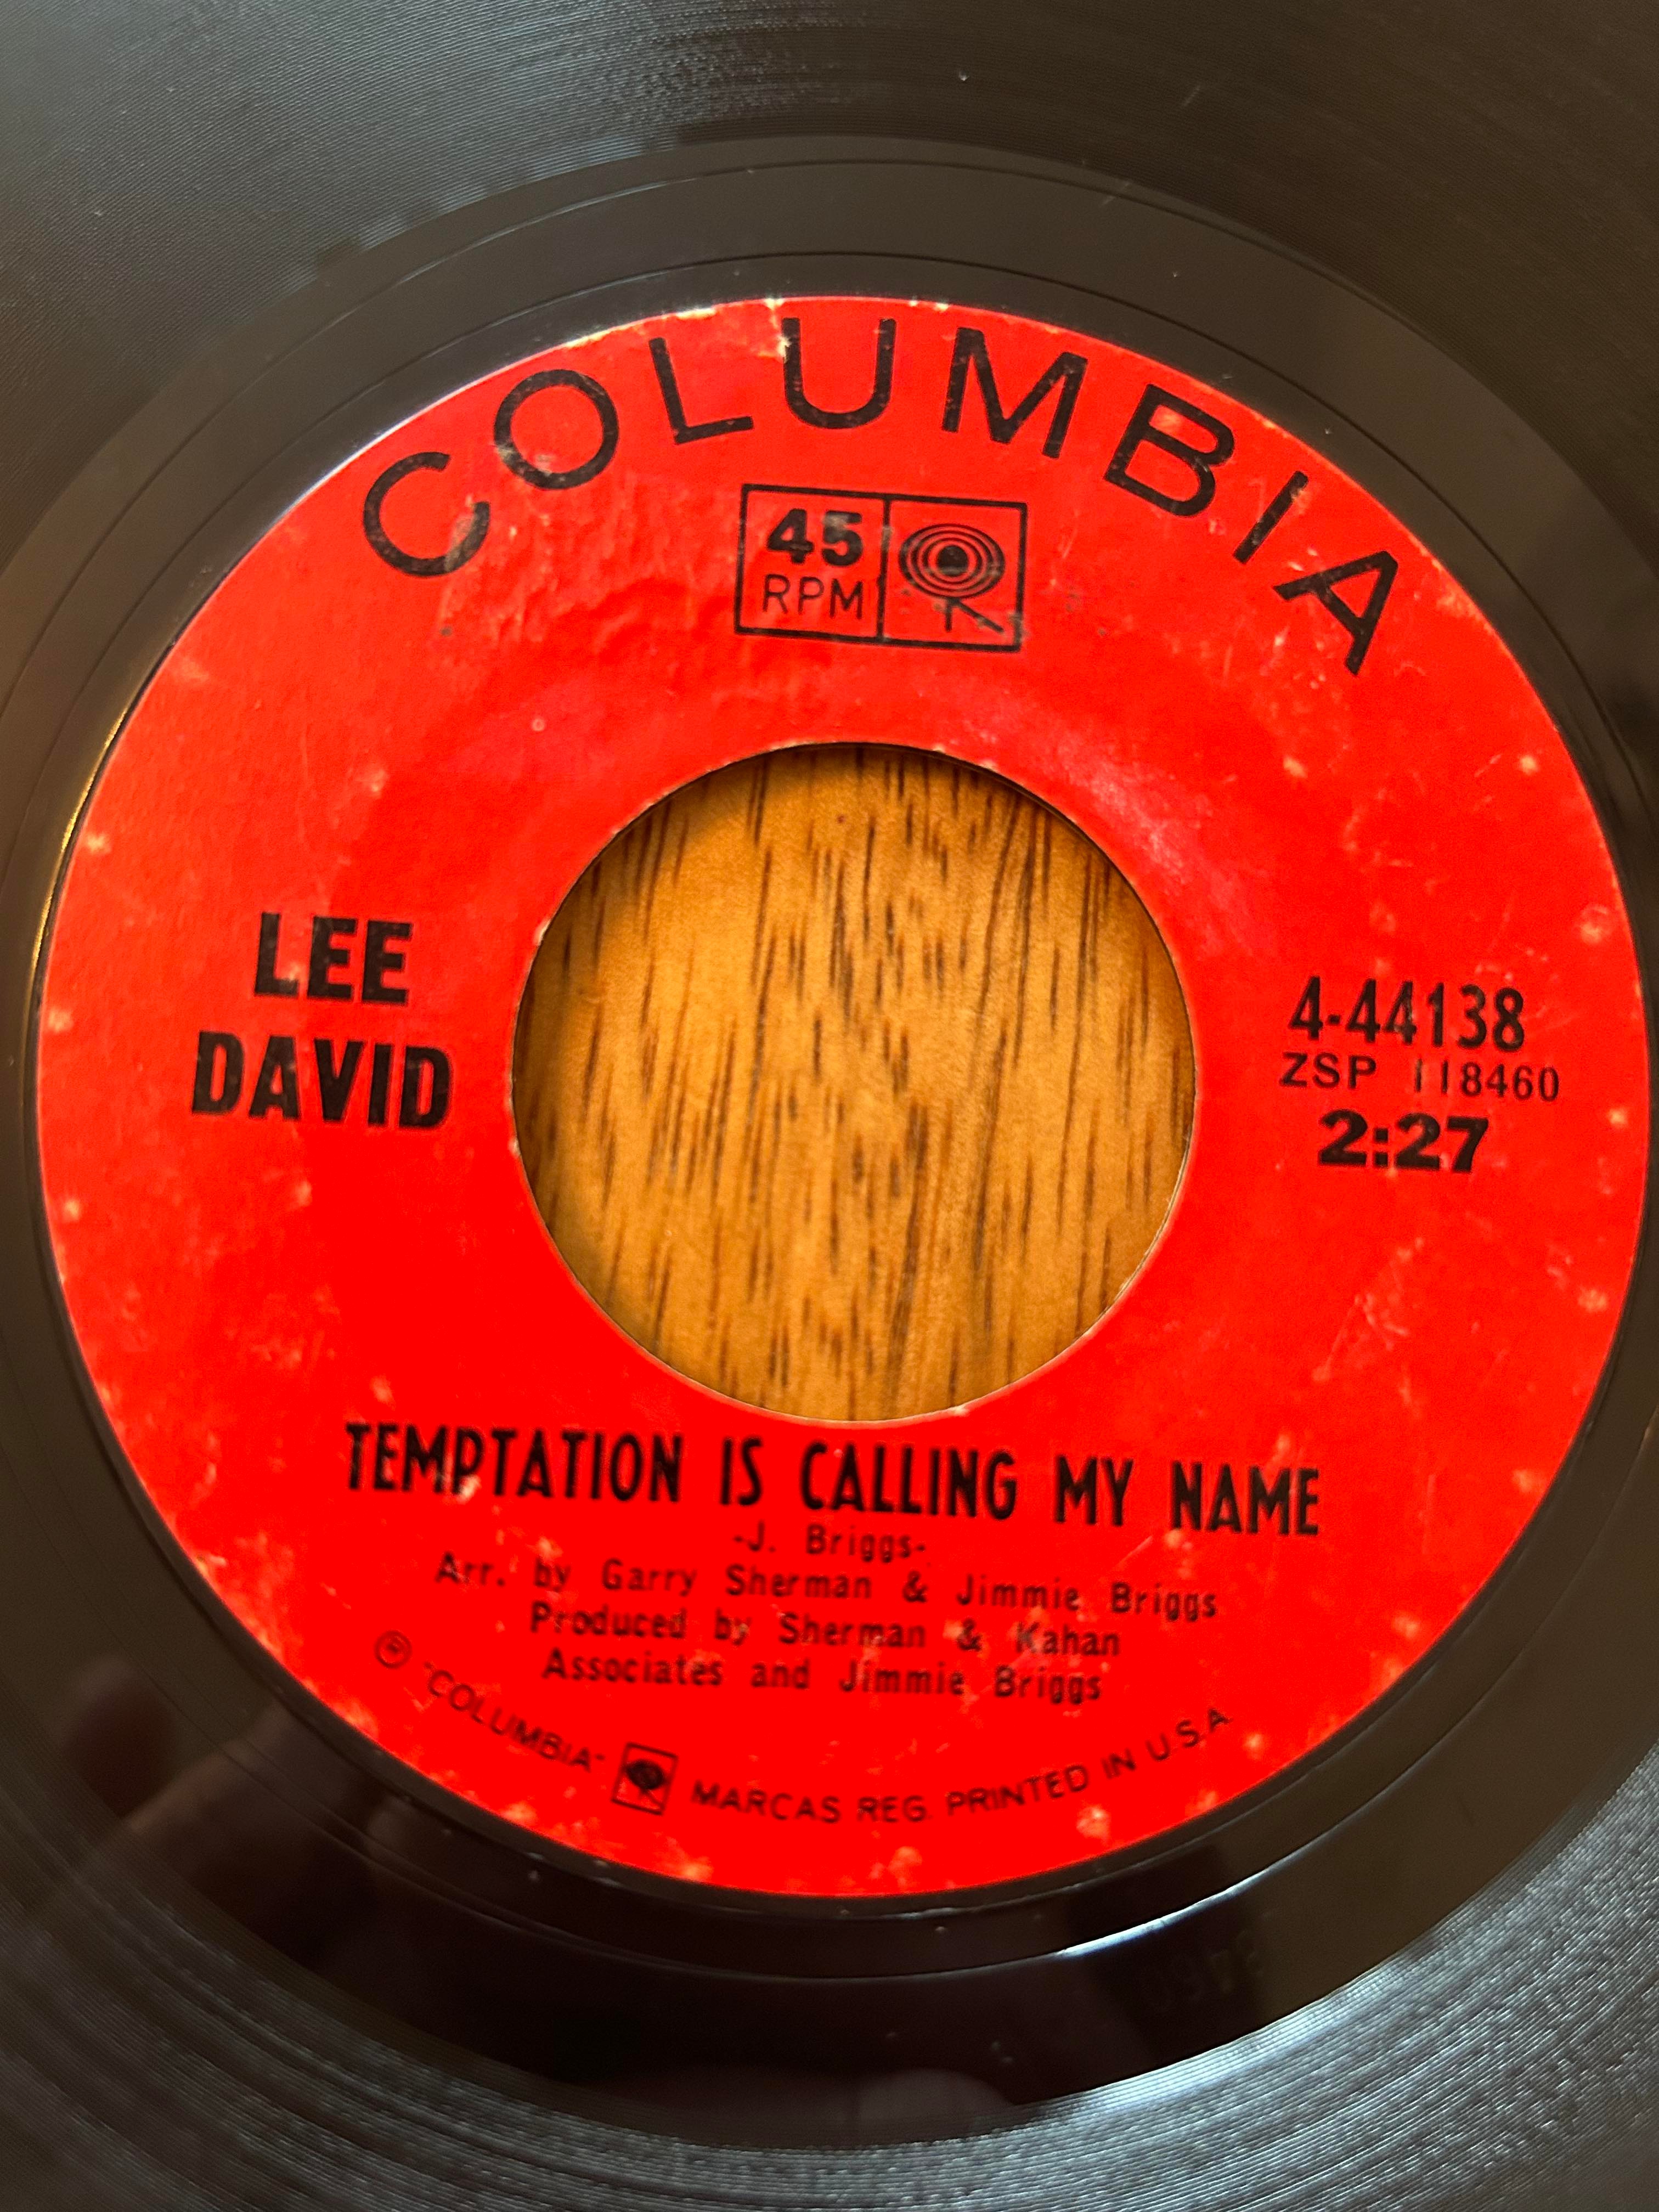 COLUMBIA
45
RPM
LEE
DAVID
4-44138
ZSP 118460
2:27
TEMPTATION IS CALLING MY NAME
-J. Briggs-
Arr. by Garry Sherman & Jimmie Briggs
Produced by Sherman & Kahan
Associates and Jimmie Briggs
℗ "COLUMBIA" MARCAS REG. PRINTED IN U.S.A.